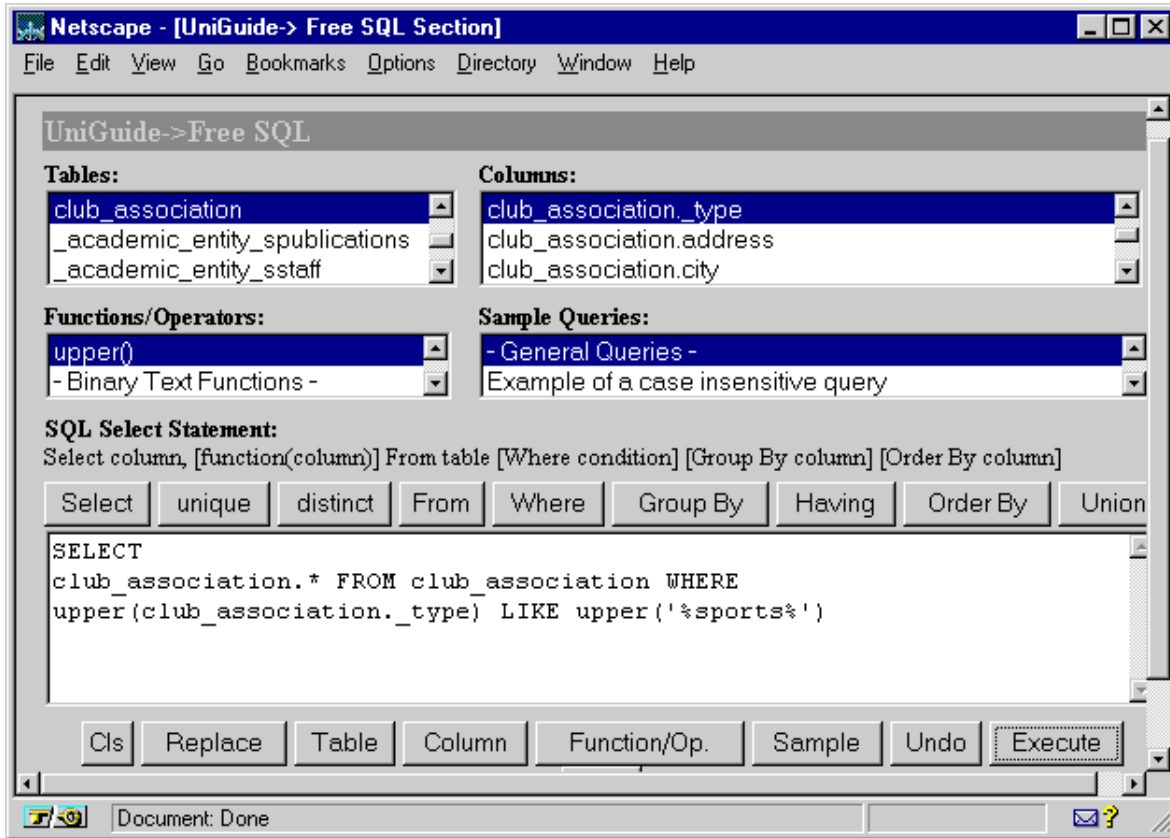 Netscape - [UniGuide-> Free SQL Section]
File Edit View Go Bookmarks Options Directory Window Help
UniGuide->Free SQL
Tables:
club_association
_academic_entity_spublications
_academic_entity_sstaff
Columns:
club_association._type
club_association.address
club_association.city
Functions/Operators:
upper()
- Binary Text Functions -
Sample Queries:
- General Queries -
Example of a case insensitive query
SQL Select Statement:
Select column, [function(column)] From table [Where condition] [Group By column] [Order By column]
Select unique distinct From Where Group By Having Order By Union
SELECT
club_association.* FROM club_association WHERE
upper(club_association._type) LIKE upper('%sports%')
Cls Replace Table Column Function/Op. Sample Undo Execute
Document: Done